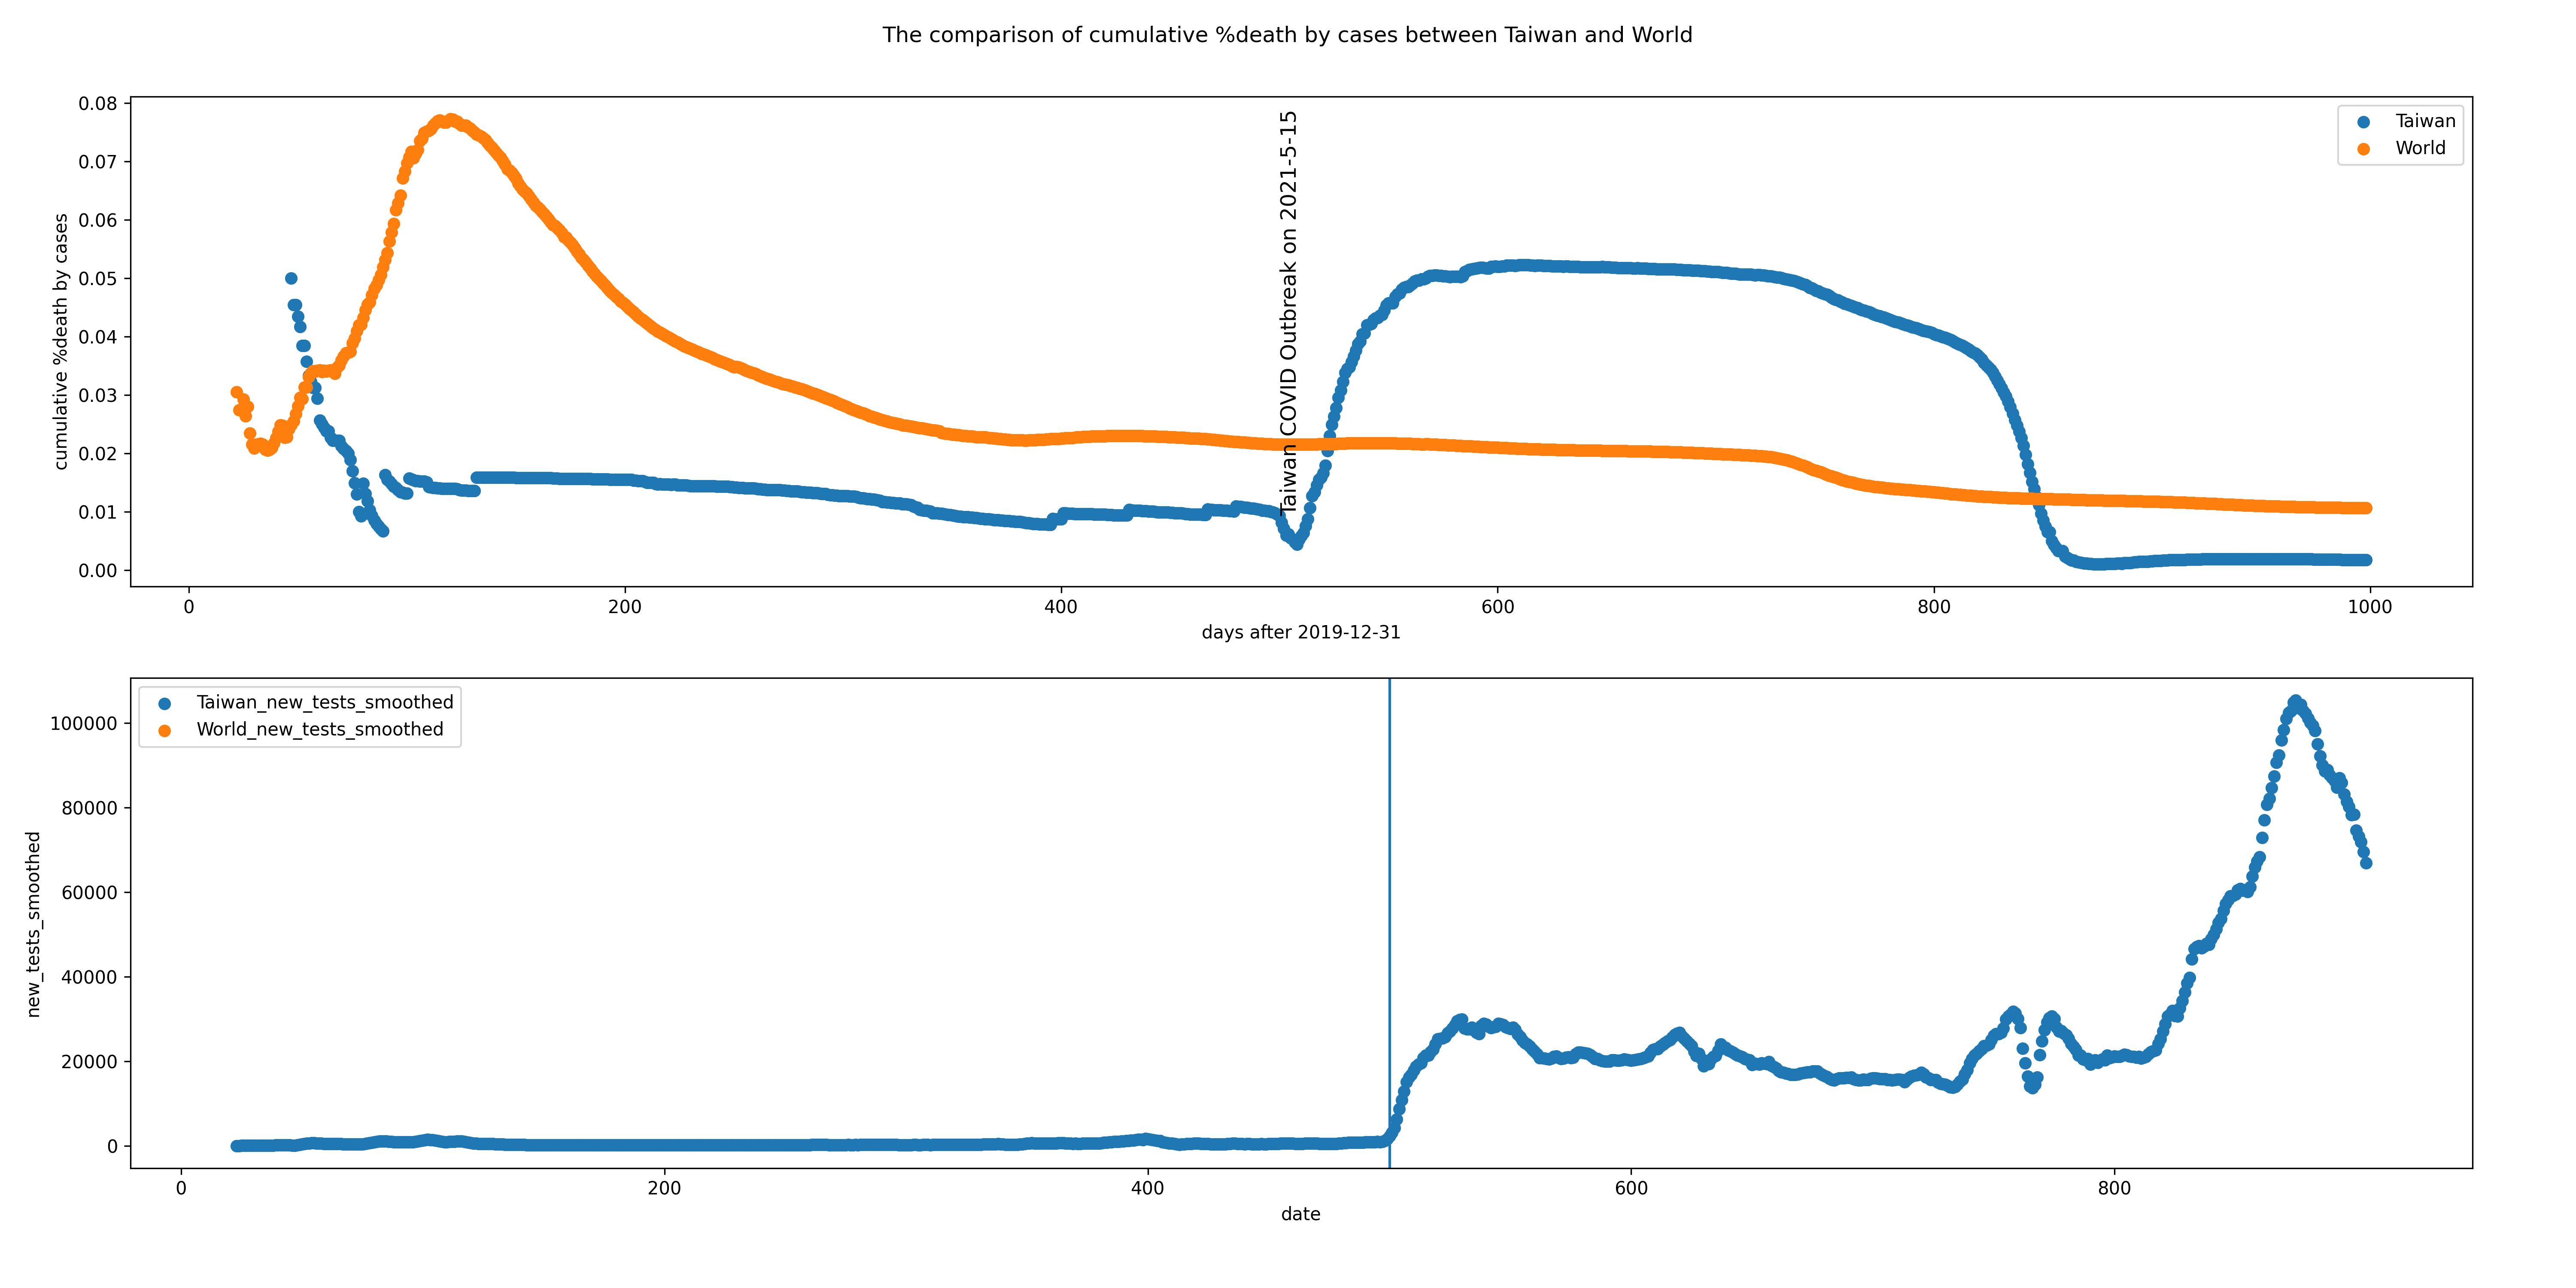 The comparison of cumulative %death by cases between Taiwan and World
0.08
0.07
0.06
0.05
0.04
0.03
0.02
0.01
0.00
cumulative %death by cases
Taiwan
World
Taiwan COVID Outbreak on 2021-5-15
0 200 400 600 800 1000
days after 2019-12-31
Taiwan_new_tests_smoothed
World_new_tests_smoothed
100000
80000
60000
40000
20000
0
new_tests_smoothed
0 200 400 600 800
date